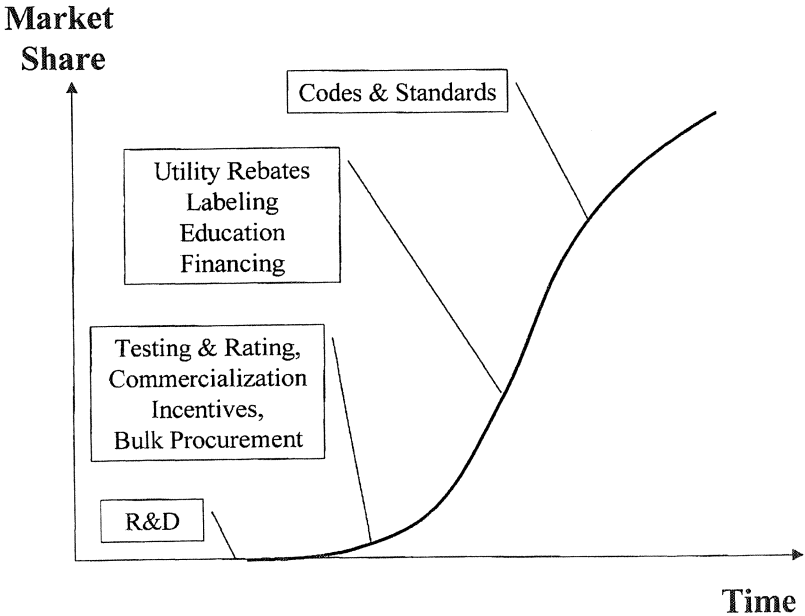 Market
Share
Codes & Standards
Utility Rebates
Labeling
Education
Financing
Testing & Rating,
Commercialization
Incentives,
Bulk Procurement
R&D
Time